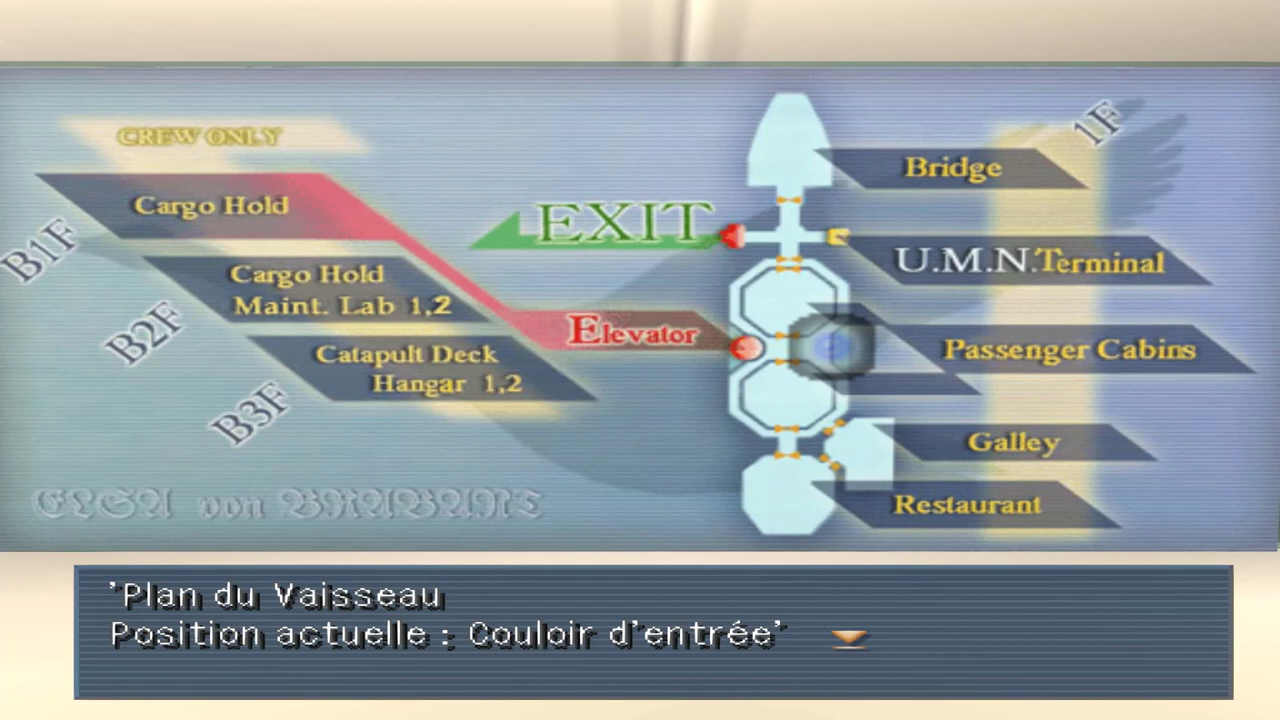 CREW ONLY
Cargo Hold
B1F
Cargo Hold
Maint. Lab 1,2
B2F
Catapult Deck
Hangar 1,2
B3F
EXIT
Elevator
1F
Bridge
U.M.N.Terminal
Passenger Cabins
Galley
Restaurant
ELSA von BRABANT
'Plan du Vaisseau
Position actuelle : Couloir d'entrée'